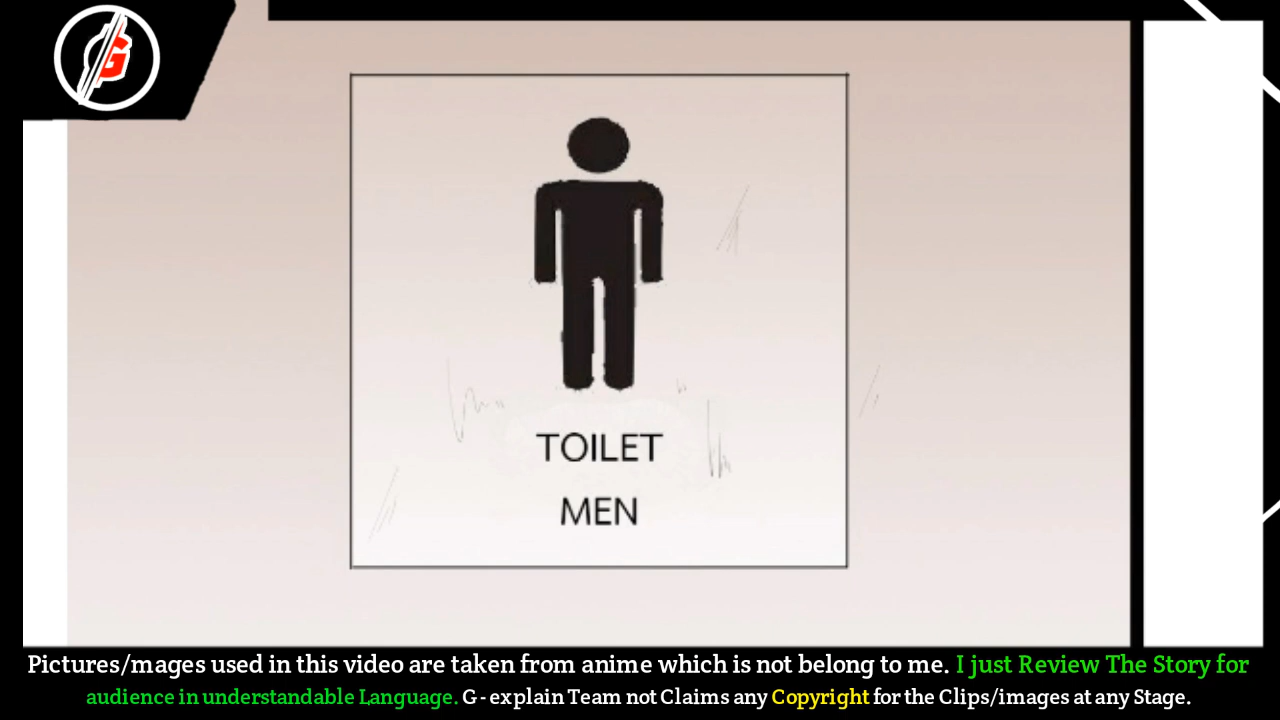 G
TOILET
MEN
Pictures/mages used in this video are taken from anime which is not belong to me. I just Review The Story for
audience in understandable Language. G - explain Team not Claims any Copyright for the Clips/images at any Stage.